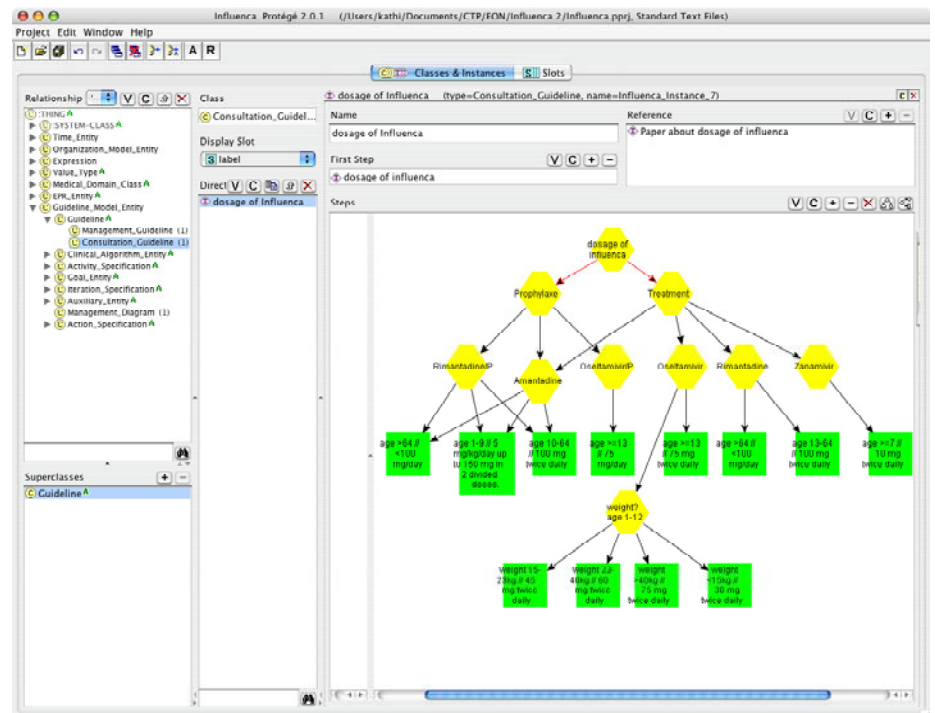 Influenca Protégé 2.0.1 (/Users/kathi/Documents/CTP/EON/Influenca 2/Influenca.pprj, Standard Text Files)
Project Edit Window Help
A R
Classes & Instances
S Slots
Relationship
V C
C :THING A
C :SYSTEM-CLASS A
C Time_Entity
C Organization_Model_Entity
C Expression
C Value_Type A
C Medical_Domain_Class A
C EPR_Entity A
C Guideline_Model_Entity
C Guideline A
C Management_Guideline (1)
C Consultation_Guideline (1)
C Clinical_Algorithm_Entity A
C Activity_Specification A
C Goal_Entity A
C Iteration_Specification A
C Auxiliary_Entity A
C Management_Diagram (1)
C Action_Specification A
Superclasses
C Guideline A
Class
C Consultation_Guidel...
Display Slot
S label
Direct V C
dosage of Influenca
dosage of Influenca (type=Consultation_Guideline, name=Influenca_Instance_7)
C X
Name
dosage of Influenca
Reference
V C + -
Paper about dosage of influenca
First Step
V C + -
dosage of influenca
Steps
V C + -
dosage of
influenca
Prophylaxe
Treatment
Rimantadine/P
Amantadine
Oseltamivir/P
Oseltamivir
Rimantadine
Zanamivir
age >64 //
<100
mg/day
age 1-9 // 5
mg/kg/day up
to 150 mg in
2 divided
doses.
age 10-64
// 100 mg
twice daily
age >=13
// 75
mg/day
age >=13
// 75 mg
twice daily
age >64 //
<100
mg/day
age 13-64
// 100 mg
twice daily
age >=7 //
10 mg
twice daily
weight?
age 1-12
Weight 15-
23kg // 45
mg twice
daily
Weight 23-
40kg // 60
mg twice
daily
weight
>40kg //
75 mg
twice daily
weight
<15kg //
30 mg
twice daily